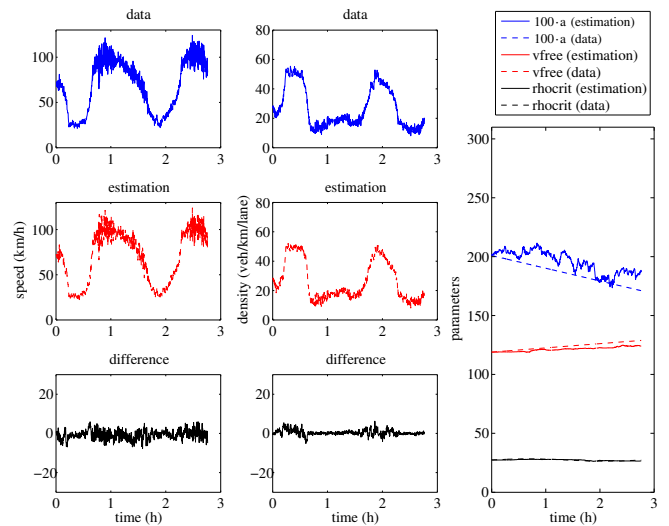 data
100
50
0
0 1 2 3
data
80
60
40
20
0
0 1 2 3
100·a (estimation)
100·a (data)
vfree (estimation)
vfree (data)
rhocrit (estimation)
rhocrit (data)
estimation
speed (km/h)
100
50
0
0 1 2 3
estimation
density (veh/km/lane)
80
60
40
20
0
0 1 2 3
difference
20
0
−20
0 1 2 3
time (h)
difference
20
0
−20
0 1 2 3
time (h)
parameters
300
250
200
150
100
50
0
0 1 2 3
time (h)